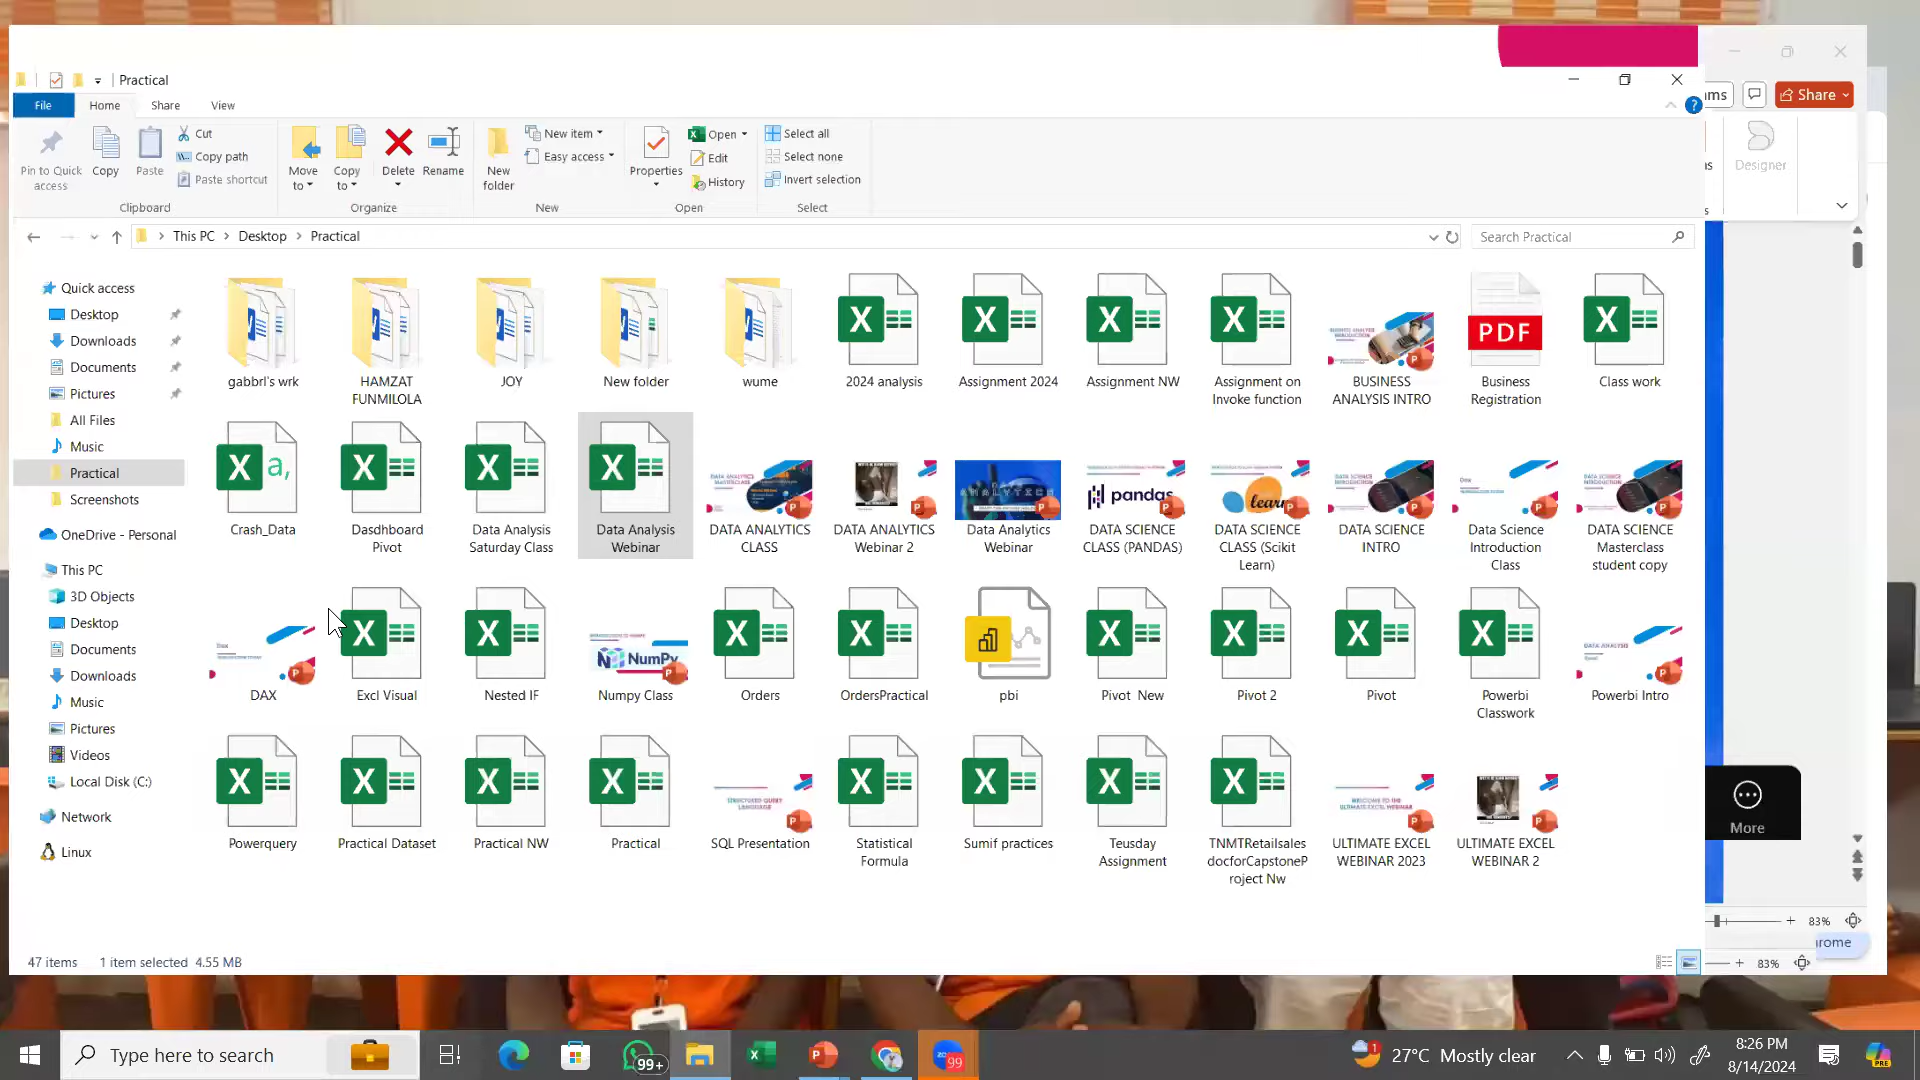 Practical
File
Home
Share
View
ms
Share
Pin to Quick
access
Copy
Paste
Cut
Copy path
Paste shortcut
Clipboard
Move
to
Copy
to
Delete
Rename
Organize
New
folder
New item
Easy access
New
Properties
Open
Edit
History
Open
Select all
Select none
Invert selection
Select
Designer
This PC
Desktop
Practical
Search Practical
Quick access
Desktop
Downloads
Documents
Pictures
All Files
Music
Practical
Screenshots
OneDrive - Personal
This PC
3D Objects
Desktop
Documents
Downloads
Music
Pictures
Videos
Local Disk (C:)
Network
Linux
gabbrl's wrk
HAMZAT
FUNMILOLA
JOY
New folder
wume
2024 analysis
Assignment 2024
Assignment NW
Assignment on
Invoke function
BUSINESS
ANALYSIS INTRO
PDF
Business
Registration
Class work
Crash_Data
Dasdhboard
Pivot
Data Analysis
Saturday Class
Data Analysis
Webinar
DATA ANALYTICS
CLASS
DATA ANALYTICS
Webinar 2
Data Analytics
Webinar
pandas
DATA SCIENCE
CLASS (PANDAS)
learn
DATA SCIENCE
CLASS (Scikit
Learn)
DATA SCIENCE
INTRO
Data Science
Introduction
Class
DATA SCIENCE
Masterclass
student copy
DAX
Excl Visual
Nested IF
NumPy
Numpy Class
Orders
OrdersPractical
pbi
Pivot New
Pivot 2
Pivot
Powerbi
Classwork
Powerbi Intro
Powerquery
Practical Dataset
Practical NW
Practical
SQL Presentation
Statistical
Formula
Sumif practices
Teusday
Assignment
TNMTRetailsales
docforCapstoneP
roject Nw
ULTIMATE EXCEL
WEBINAR 2023
ULTIMATE EXCEL
WEBINAR 2
More
83%
hrome
83%
47 items
1 item selected 4.55 MB
Type here to search
99+
99
27°C Mostly clear
8:26 PM
8/14/2024